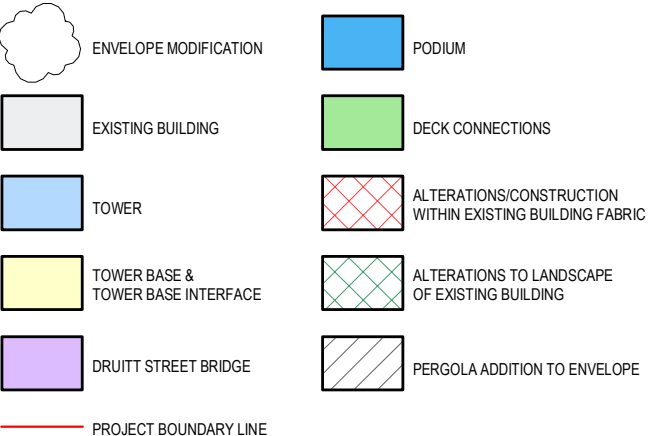 ENVELOPE MODIFICATION
EXISTING BUILDING
TOWER
TOWER BASE &
TOWER BASE INTERFACE
DRUITT STREET BRIDGE
PROJECT BOUNDARY LINE
PODIUM
DECK CONNECTIONS
ALTERATIONS/CONSTRUCTION
WITHIN EXISTING BUILDING FABRIC
ALTERATIONS TO LANDSCAPE
OF EXISTING BUILDING
PERGOLA ADDITION TO ENVELOPE